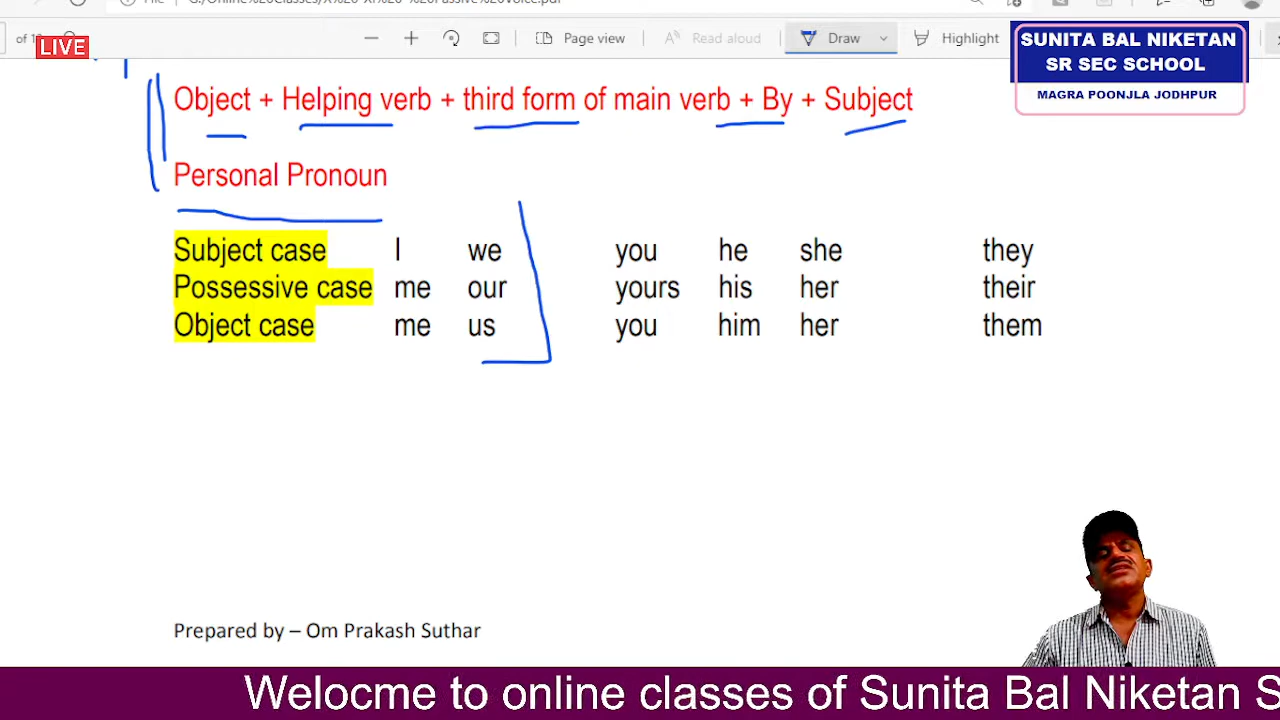 Page view
Read aloud
Draw
Highlight
LIVE
SUNITA BAL NIKETAN
SR SEC SCHOOL
MAGRA POONJLA JODHPUR
Object + Helping verb + third form of main verb + By + Subject
Personal Pronoun
Subject case I we you he she they
Possessive case me our yours his her their
Object case me us you him her them
Prepared by – Om Prakash Suthar
Welocme to online classes of Sunita Bal Niketan S